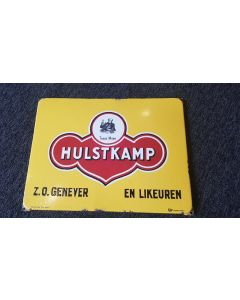 HULSTKAMP
Z.O. GENEVER EN LIKEUREN